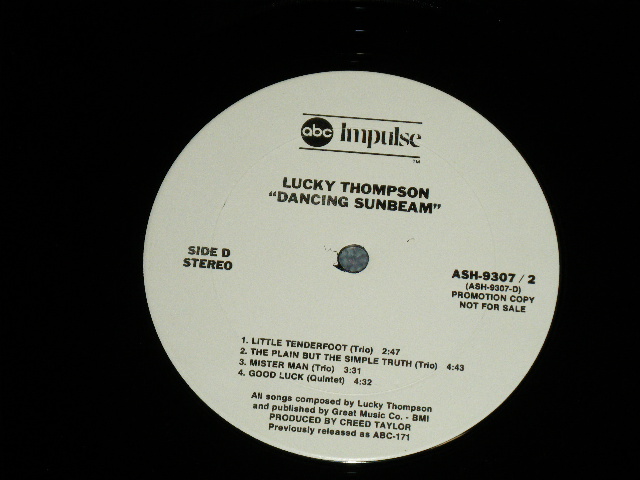 abc impulse
TM
LUCKY THOMPSON
"DANCING SUNBEAM"
SIDE D
STEREO
ASH-9307 / 2
(ASH-9307-D)
PROMOTION COPY
NOT FOR SALE
1. LITTLE TENDERFOOT (Trio) 2:47
2. THE PLAIN BUT THE SIMPLE TRUTH (Trio) 4:43
3. MISTER MAN (Trio) 3:31
4. GOOD LUCK (Quintet) 4:32
All songs composed by Lucky Thompson
and published by Great Music Co. - BMI
PRODUCED BY CREED TAYLOR
Previously released as ABC-171